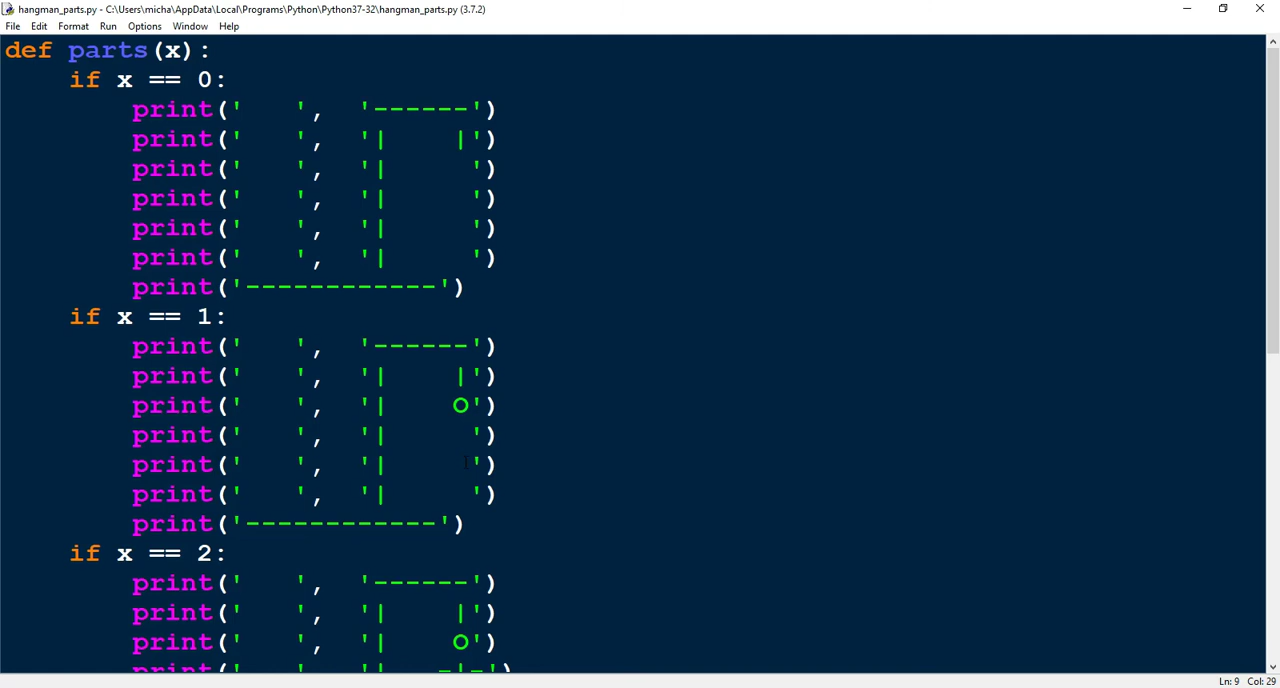 hangman_parts.py - C:\Users\micha\AppData\Local\Programs\Python\Python37-32\hangman_parts.py (3.7.2)
File Edit Format Run Options Window Help
def parts(x):
    if x == 0:
        print('   ',  '------')
        print('   ',  '|    |')
        print('   ',  '|     ')
        print('   ',  '|     ')
        print('   ',  '|     ')
        print('   ',  '|     ')
        print('------------')
    if x == 1:
        print('   ',  '------')
        print('   ',  '|    |')
        print('   ',  '|    O')
        print('   ',  '|     ')
        print('   ',  '|     ')
        print('   ',  '|     ')
        print('------------')
    if x == 2:
        print('   ',  '------')
        print('   ',  '|    |')
        print('   ',  '|    O')
        print('   ',  '|   -|-')
Ln: 9 Col: 29